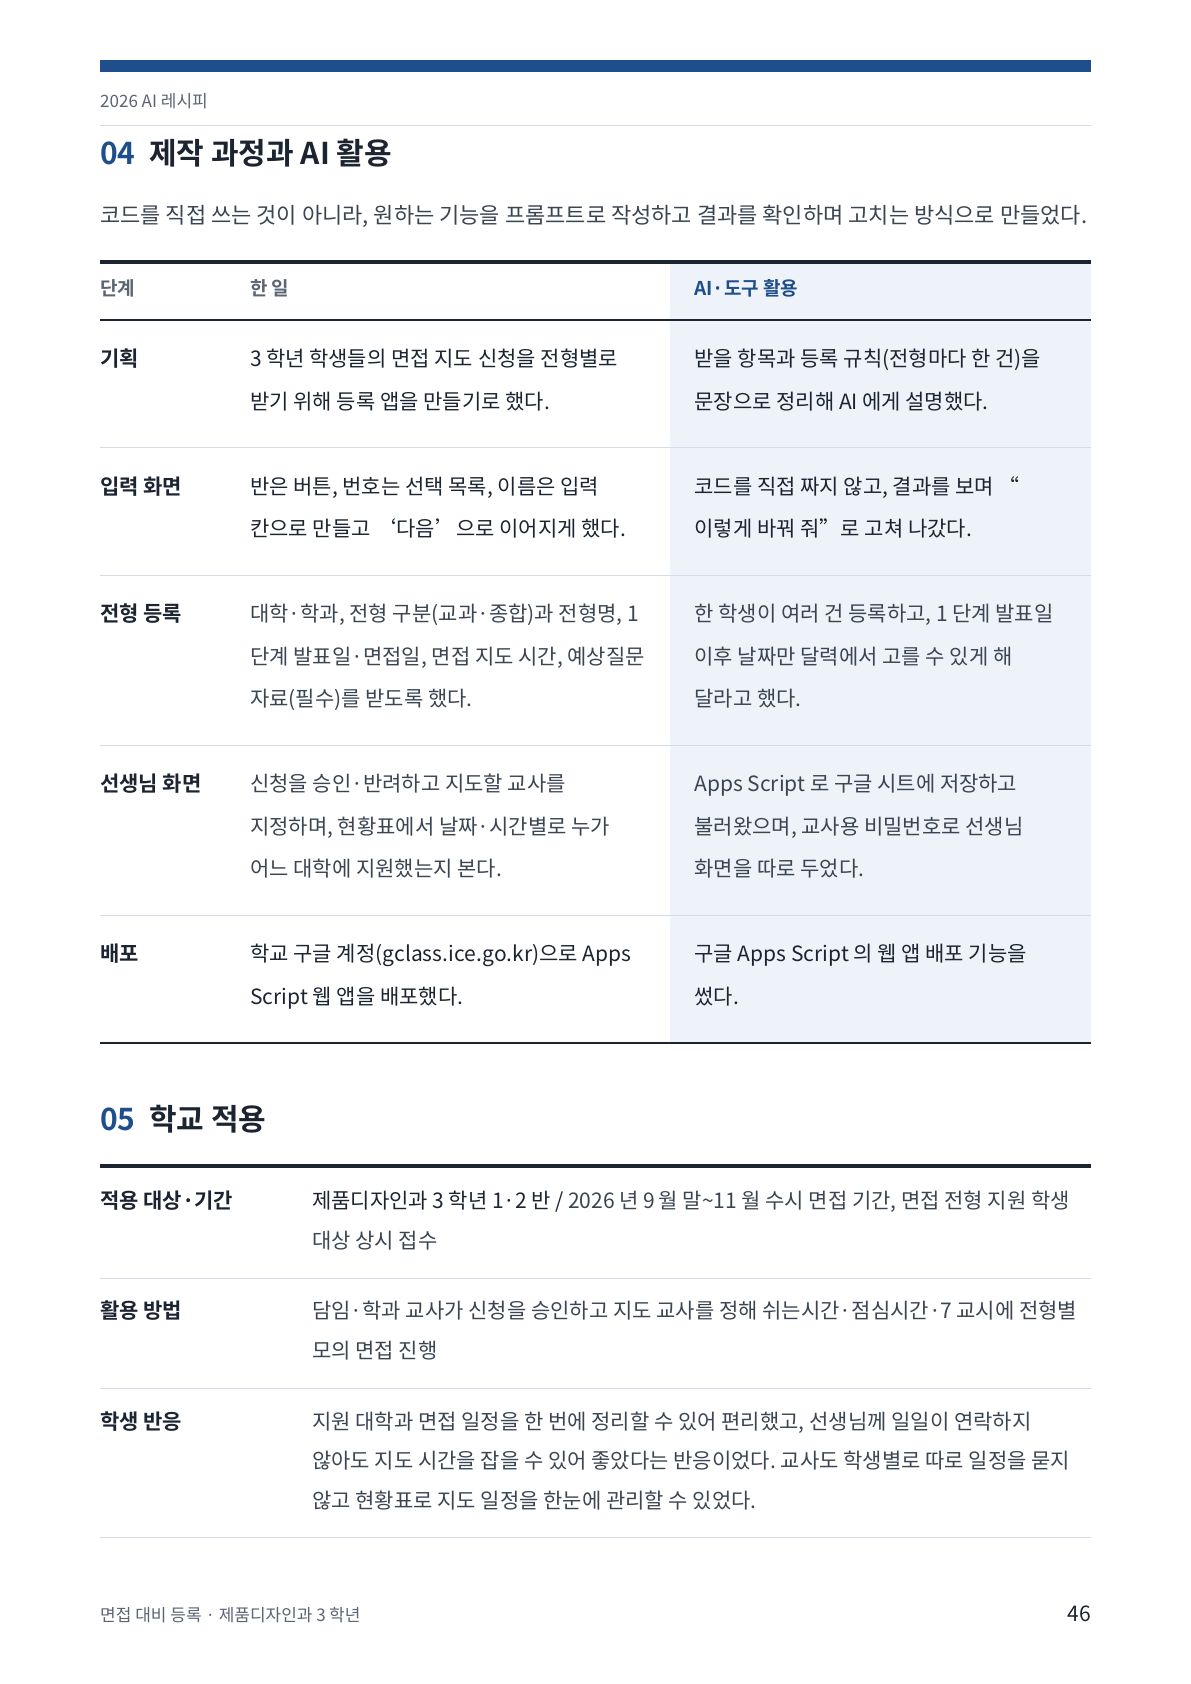 2026 AI 레시피
04 제작 과정과 AI 활용
코드를 직접 쓰는 것이 아니라, 원하는 기능을 프롬프트로 작성하고 결과를 확인하며 고치는 방식으로 만들었다.
단계 한 일 AI·도구 활용
기획 3 학년 학생들의 면접 지도 신청을 전형별로 받을 항목과 등록 규칙(전형마다 한 건)을
받기 위해 등록 앱을 만들기로 했다. 문장으로 정리해 AI 에게 설명했다.
입력 화면 반은 버튼, 번호는 선택 목록, 이름은 입력 코드를 직접 짜지 않고, 결과를 보며 “
칸으로 만들고 ‘다음’ 으로 이어지게 했다. 이렇게 바꿔 줘” 로 고쳐 나갔다.
전형 등록 대학·학과, 전형 구분(교과·종합)과 전형명, 1 한 학생이 여러 건 등록하고, 1 단계 발표일
단계 발표일·면접일, 면접 지도 시간, 예상질문 이후 날짜만 달력에서 고를 수 있게 해
자료(필수)를 받도록 했다. 달라고 했다.
선생님 화면 신청을 승인·반려하고 지도할 교사를 Apps Script 로 구글 시트에 저장하고
지정하며, 현황표에서 날짜·시간별로 누가 불러왔으며, 교사용 비밀번호로 선생님
어느 대학에 지원했는지 본다. 화면을 따로 두었다.
배포 학교 구글 계정(gclass.ice.go.kr)으로 Apps 구글 Apps Script 의 웹 앱 배포 기능을
Script 웹 앱을 배포했다. 썼다.
05 학교 적용
적용 대상·기간 제품디자인과 3 학년 1·2 반 / 2026 년 9 월 말~11 월 수시 면접 기간, 면접 전형 지원 학생
대상 상시 접수
활용 방법 담임·학과 교사가 신청을 승인하고 지도 교사를 정해 쉬는시간·점심시간·7 교시에 전형별
모의 면접 진행
학생 반응 지원 대학과 면접 일정을 한 번에 정리할 수 있어 편리했고, 선생님께 일일이 연락하지
않아도 지도 시간을 잡을 수 있어 좋았다는 반응이었다. 교사도 학생별로 따로 일정을 묻지
않고 현황표로 지도 일정을 한눈에 관리할 수 있었다.
면접 대비 등록 · 제품디자인과 3 학년 46